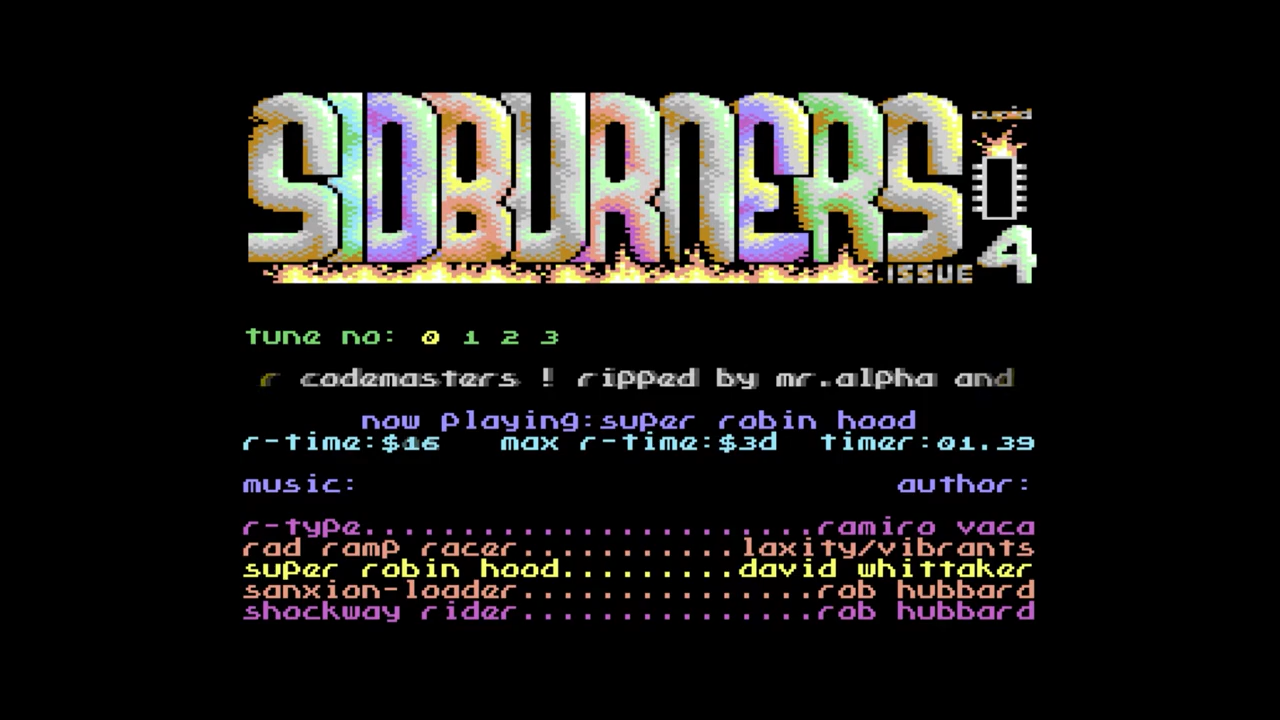 SIDBURNERS
cupid
ISSUE 4
tune no: 0 1 2 3
r codemasters ! ripped by mr.alpha and
now playing:super robin hood
r-time:$16 max r-time:$3d timer:01.39
music: author:
r-type.......................ramiro vaca
rad ramp racer...........laxity/vibrants
super robin hood.........david whittaker
sanxion-loader...............rob hubbard
shockway rider...............rob hubbard